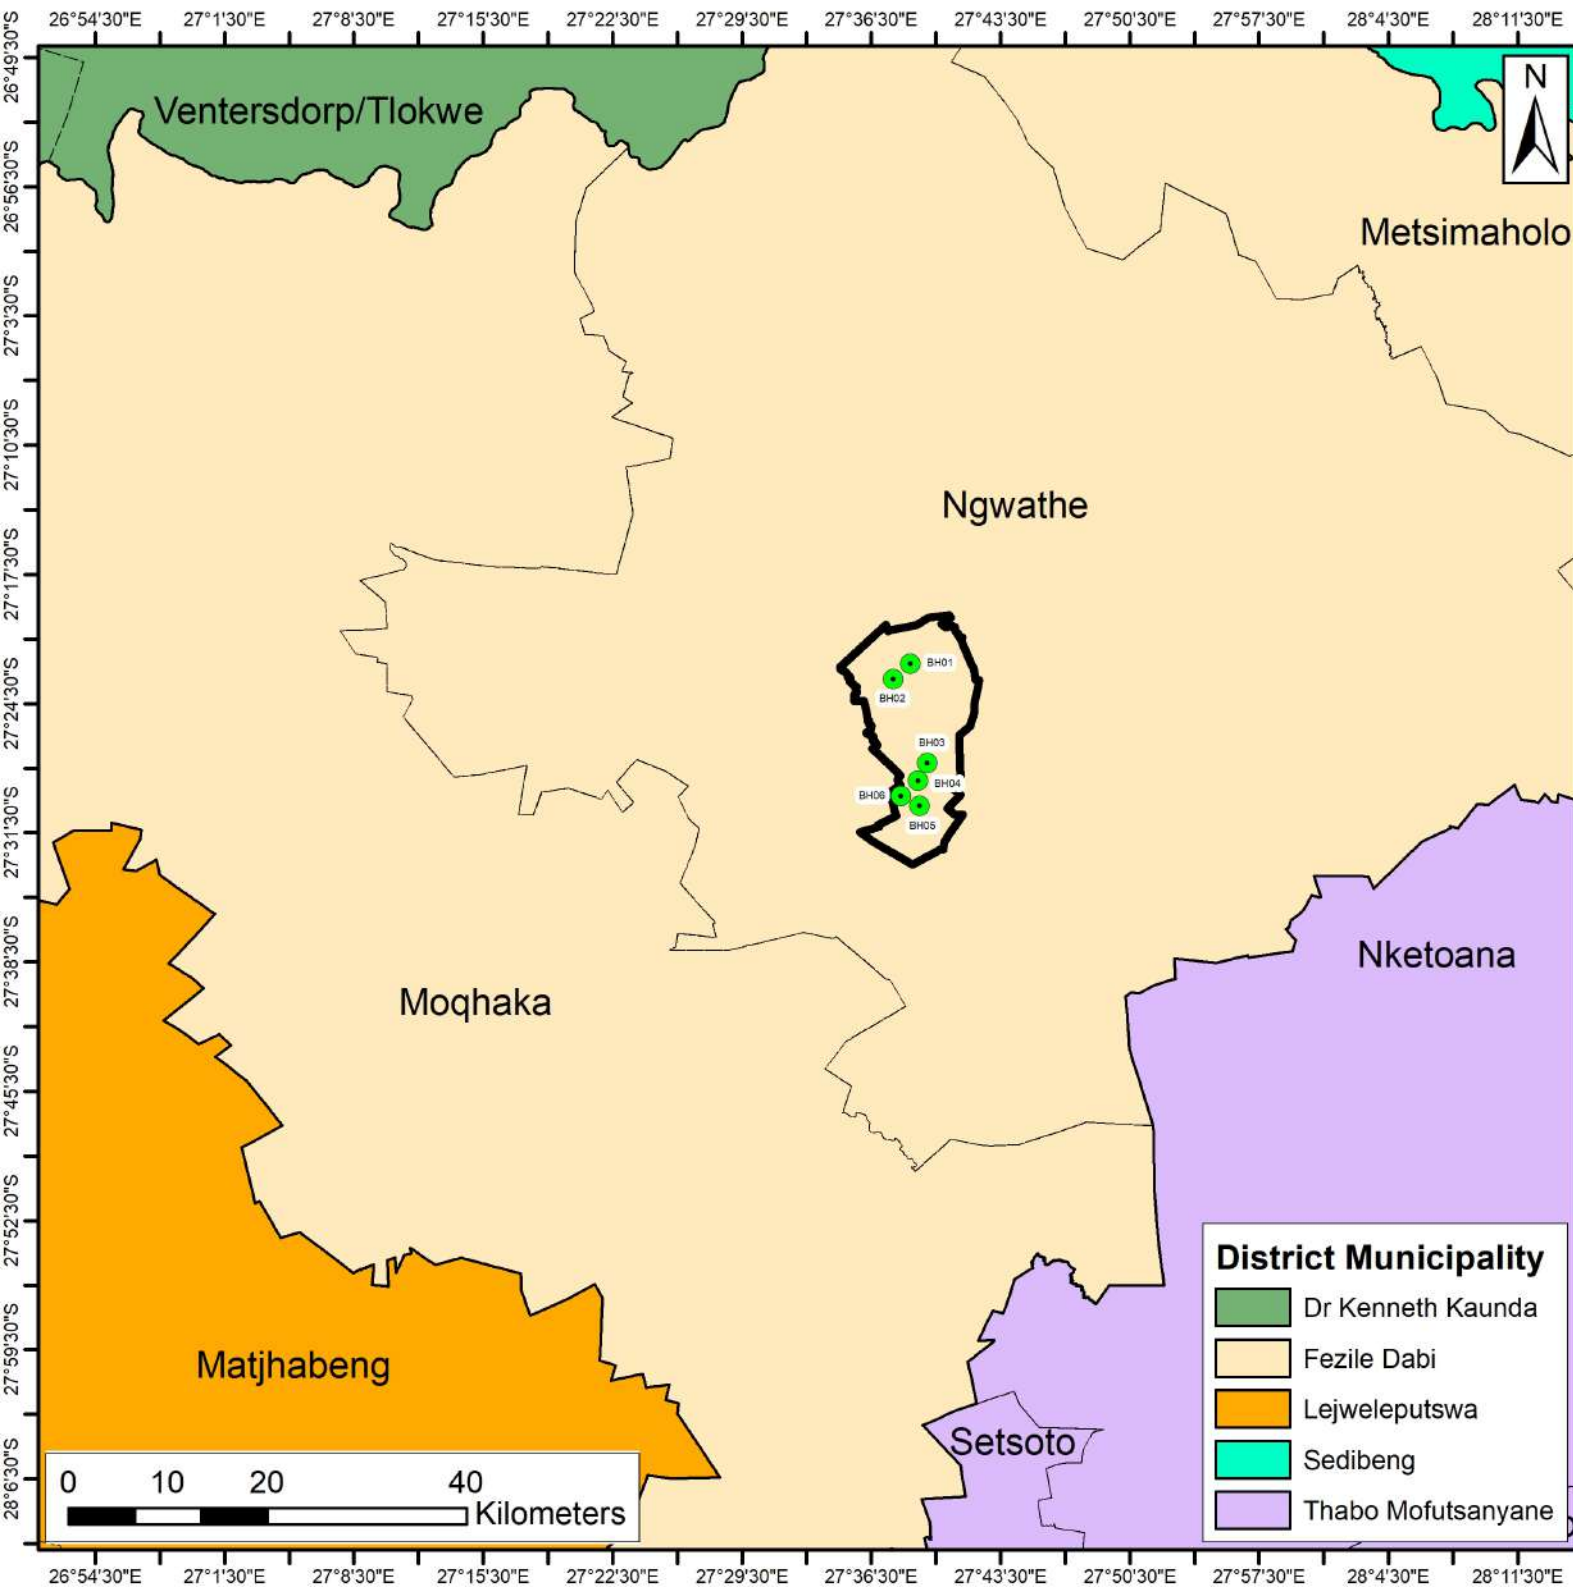 26°54'30"E 27°1'30"E 27°8'30"E 27°15'30"E 27°22'30"E 27°29'30"E 27°36'30"E 27°43'30"E 27°50'30"E 27°57'30"E 28°4'30"E 28°11'30"E
26°49'30"S
26°56'30"S
27°3'30"S
27°10'30"S
27°17'30"S
27°24'30"S
27°31'30"S
27°38'30"S
27°45'30"S
27°52'30"S
27°59'30"S
28°6'30"S
N
Ventersdorp/Tlokwe
Metsimaholo
Ngwathe
BH01
BH02
BH03
BH04
BH06
BH05
Nketoana
Moqhaka
Matjhabeng
Setsoto
District Municipality
Dr Kenneth Kaunda
Fezile Dabi
Lejweleputswa
Sedibeng
Thabo Mofutsanyane
0 10 20 40
Kilometers
26°54'30"E 27°1'30"E 27°8'30"E 27°15'30"E 27°22'30"E 27°29'30"E 27°36'30"E 27°43'30"E 27°50'30"E 27°57'30"E 28°4'30"E 28°11'30"E